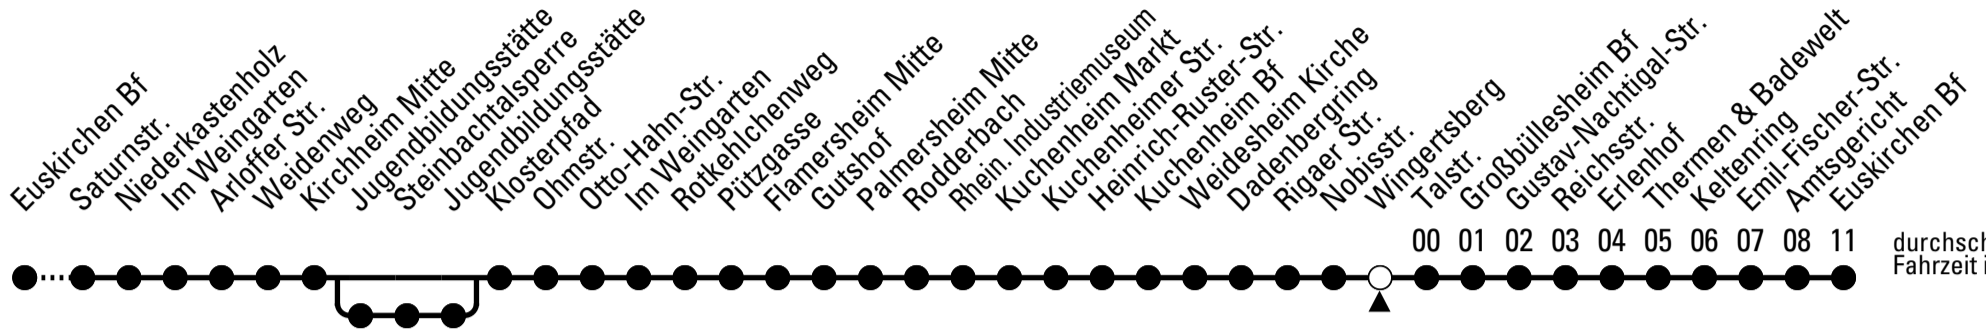 Euskirchen Bf
Saturnstr.
Niederkastenholz
Im Weingarten
Arloffer Str.
Weidenweg
Kirchheim Mitte
Jugendbildungsstätte
Steinbachtalsperre
Jugendbildungsstätte
Klosterpfad
Ohmstr.
Otto-Hahn-Str.
Im Weingarten
Rotkehlchenweg
Pützgasse
Flamersheim Mitte
Gutshof
Palmersheim Mitte
Rodderbach
Rhein. Industriemuseum
Kuchenheim Markt
Kuchenheimer Str.
Heinrich-Ruster-Str.
Kuchenheim Bf
Weidesheim Kirche
Dadenbergring
Rigaer Str.
Nobisstr.
Wingertsberg
Talstr.
Großbüllesheim Bf
Gustav-Nachtigal-Str.
Reichsstr.
Erlenhof
Thermen & Badewelt
Keltenring
Emil-Fischer-Str.
Amtsgericht
Euskirchen Bf
00 01 02 03 04 05 06 07 08 11
durchsch
Fahrzeit i